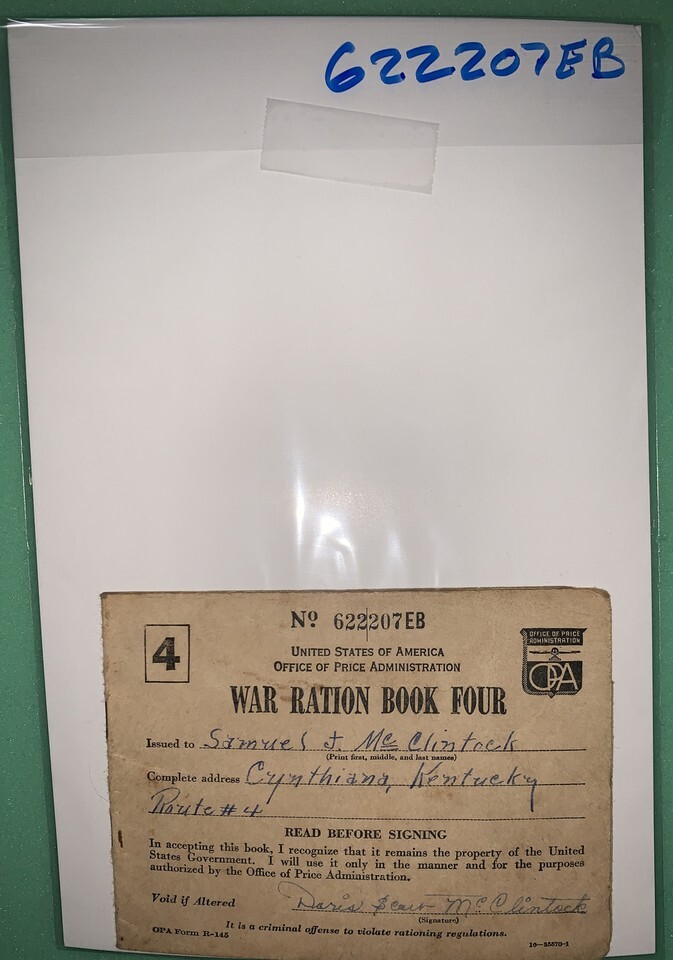 622207EB
Nº 622207EB
4
OFFICE OF PRICE
ADMINISTRATION
OPA
UNITED STATES OF AMERICA
OFFICE OF PRICE ADMINISTRATION
WAR RATION BOOK FOUR
Issued to Samuel J. Mc Clintock
(Print first, middle, and last names)
Complete address Cynthiana, Kentucky
Route #4
READ BEFORE SIGNING
In accepting this book, I recognize that it remains the property of the United
States Government. I will use it only in the manner and for the purposes
authorized by the Office of Price Administration.
Void if Altered Doris McClintock
(Signature)
It is a criminal offense to violate rationing regulations.
OPA Form R-145
16—35570-1